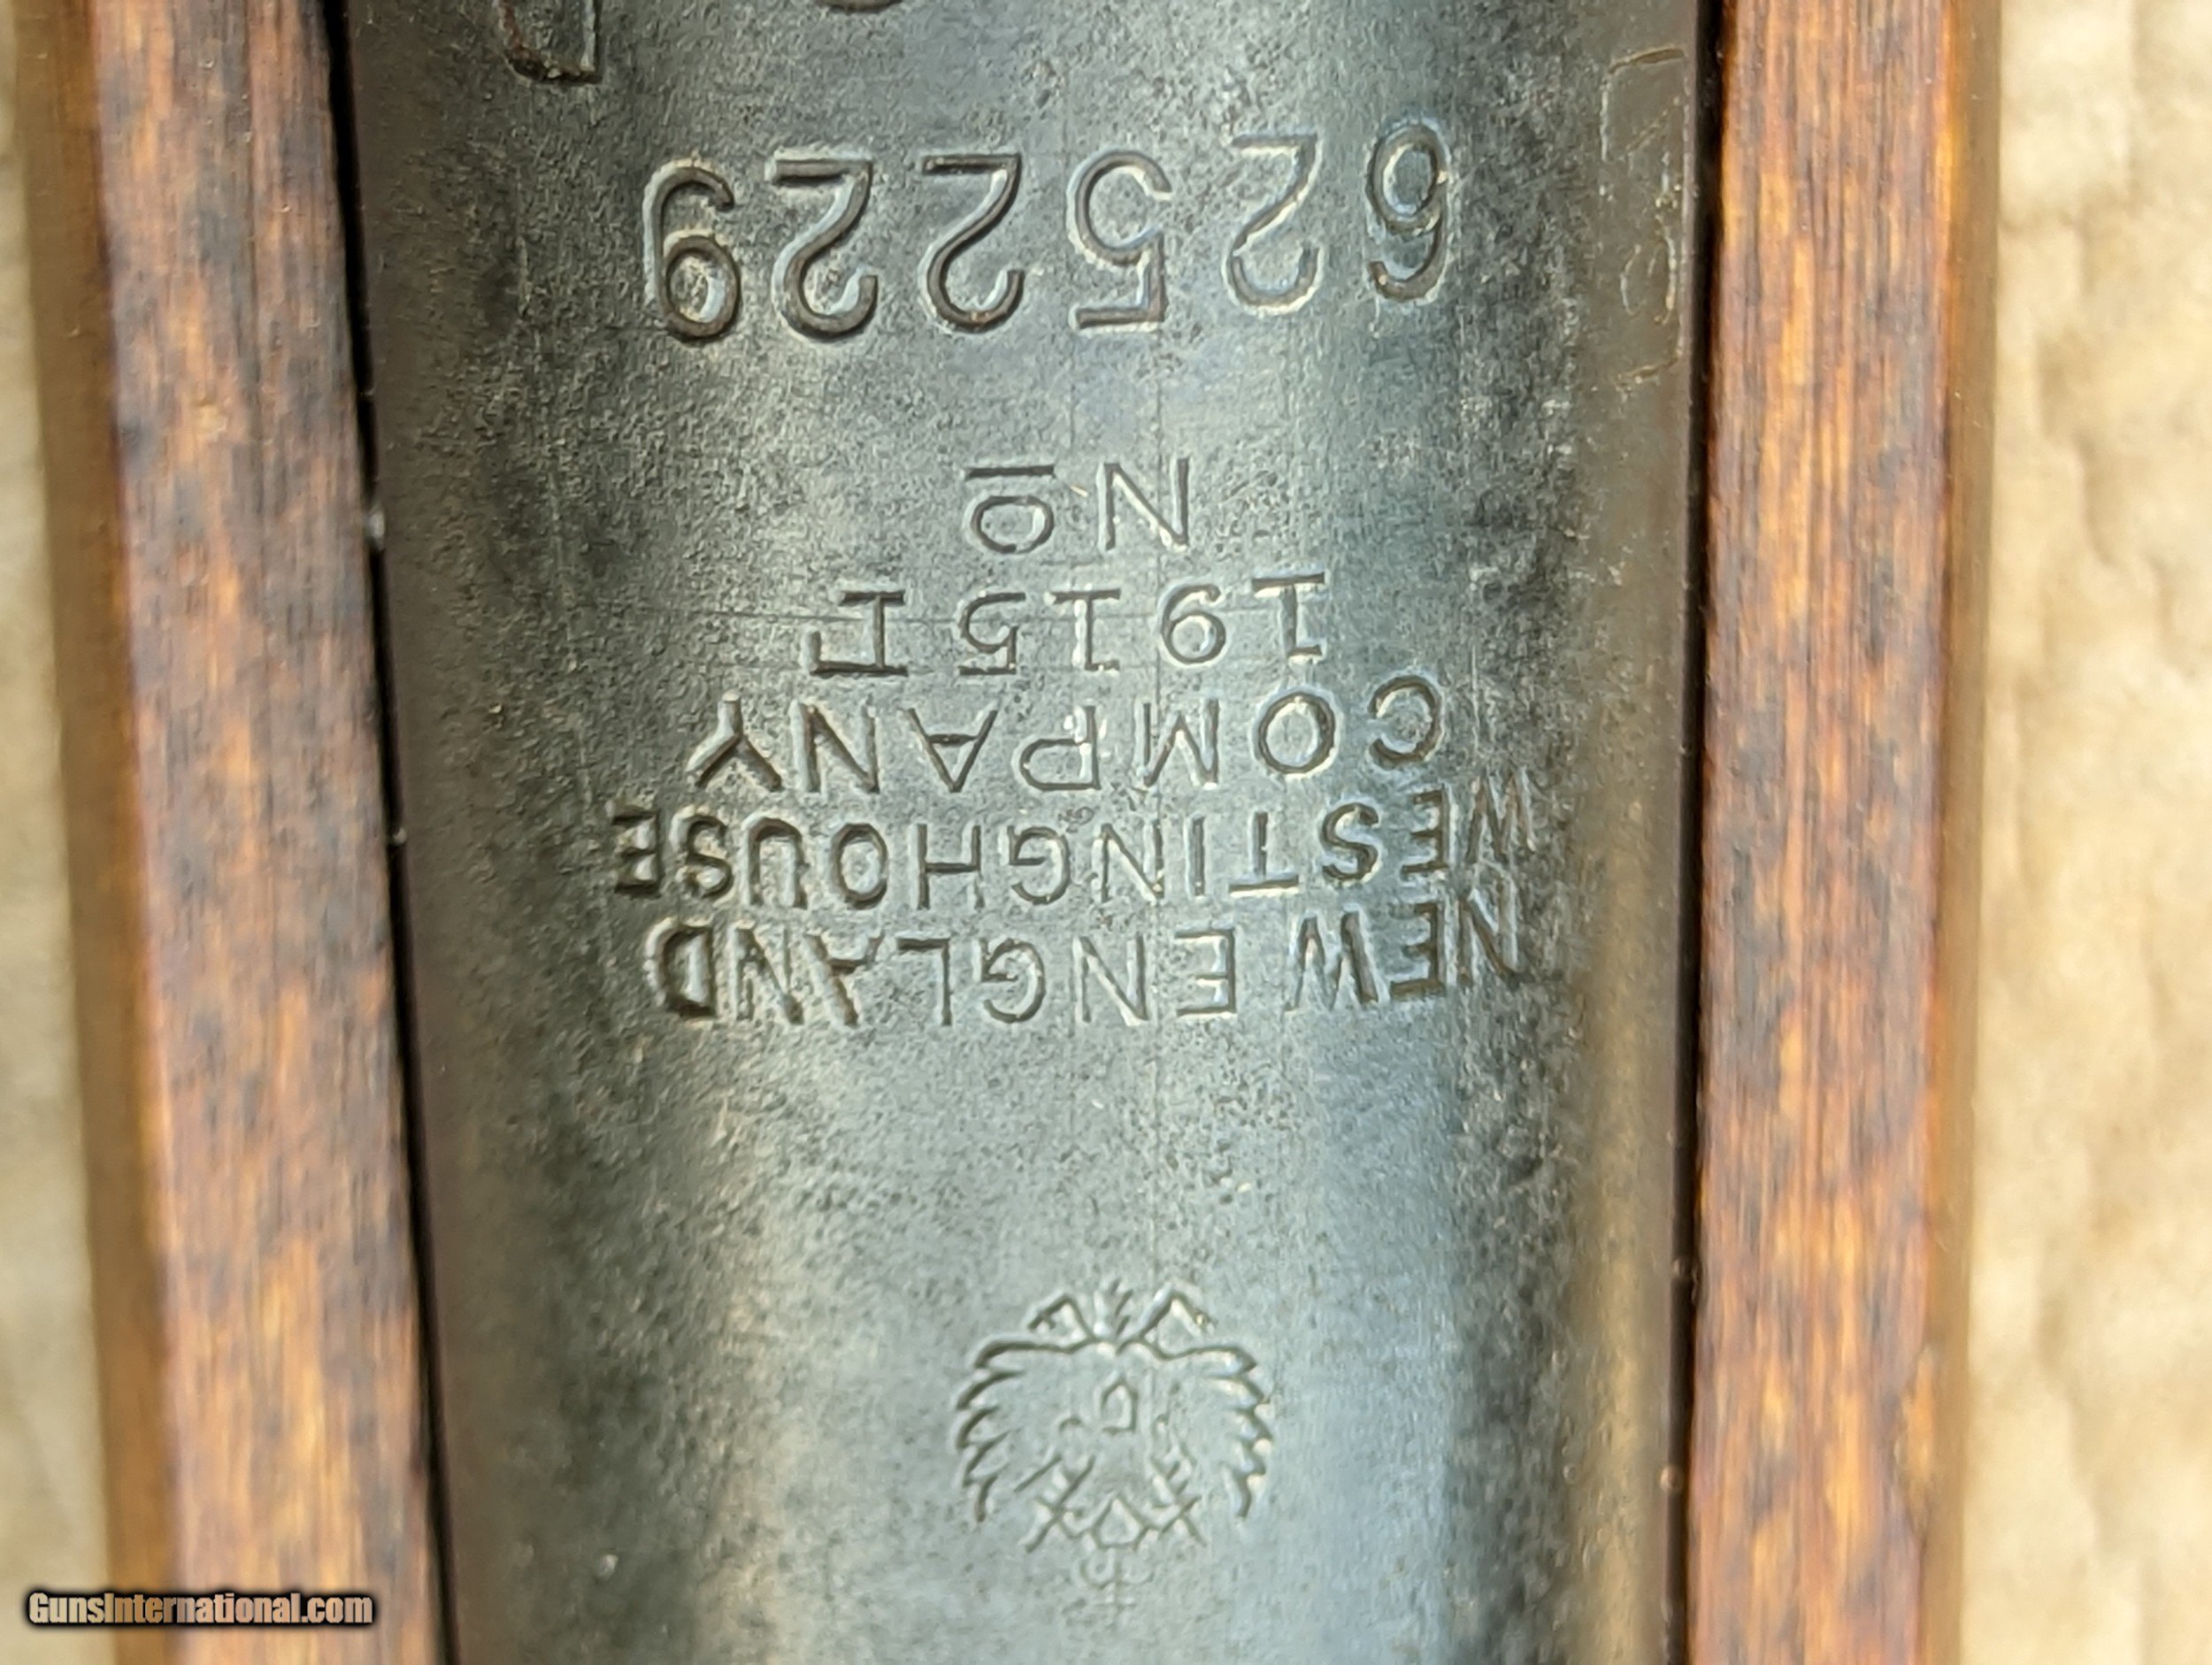 NEW ENGLAND
WESTINGHOUSE
COMPANY
1915 Г
Nº
625229
GunsInternational.com